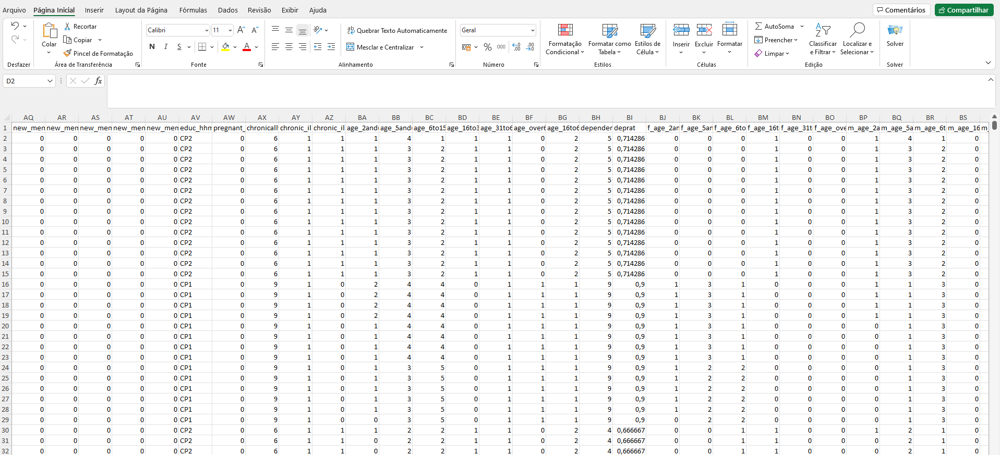 Arquivo Página Inicial Inserir Layout da Página Fórmulas Dados Revisão Exibir Ajuda Comentários Compartilhar
Colar
Recortar
Copiar
Pincel de Formatação
Calibri 11
N I S A
ab Quebrar Texto Automaticamente
Mesclar e Centralizar
Geral
% 000
Formatação Condicional
Formatar como Tabela
Estilos de Célula
Inserir
Excluir
Formatar
AutoSoma
Preencher
Limpar
Classificar e Filtrar
Localizar e Selecionar
Solver
Desfazer Área de Transferência Fonte Alinhamento Número Estilos Células Edição Solver
D2 fx
AQ AR AS AT AU AV AW AX AY AZ BA BB BC BD BE BF BG BH BI BJ BK BL BM BN BO BP BQ BR BS
1 new_men new_men new_men new_men new_men educ_hhm pregnant_ chronicall chronic_il chronic_il age_2andu age_5andu age_6to15 age_16to3 age_31to6 age_over6 age_16to6 depender deprat f_age_2an f_age_5an f_age_6to f_age_16t f_age_31t f_age_ove m_age_2a m_age_5a m_age_6t m_age_16 m_
2 0 0 0 0 0 CP2 0 6 1 1 1 4 1 1 1 0 2 5 0,714286 0 0 0 1 0 0 1 4 1 0
3 0 0 0 0 0 CP2 0 6 1 1 1 3 2 1 1 0 2 5 0,714286 0 0 0 1 0 0 1 3 2 0
4 0 0 0 0 0 CP2 0 6 1 1 1 3 2 1 1 0 2 5 0,714286 0 0 0 1 0 0 1 3 2 0
5 0 0 0 0 0 CP2 0 6 1 1 1 3 2 1 1 0 2 5 0,714286 0 0 0 1 0 0 1 3 2 0
6 0 0 0 0 0 CP2 0 6 1 1 1 3 2 1 1 0 2 5 0,714286 0 0 0 1 0 0 1 3 2 0
7 0 0 0 0 0 CP2 0 6 1 1 1 3 2 1 1 0 2 5 0,714286 0 0 0 1 0 0 1 3 2 0
8 0 0 0 0 0 CP2 0 6 1 1 1 3 2 1 1 0 2 5 0,714286 0 0 0 1 0 0 1 3 2 0
9 0 0 0 0 0 CP2 0 6 1 1 1 3 2 1 1 0 2 5 0,714286 0 0 0 1 0 0 1 3 2 0
10 0 0 0 0 0 CP2 0 6 1 1 1 3 2 1 1 0 2 5 0,714286 0 0 0 1 0 0 1 3 2 0
11 0 0 0 0 0 CP2 0 6 1 1 1 3 2 1 1 0 2 5 0,714286 0 0 0 1 0 0 1 3 2 0
12 0 0 0 0 0 CP2 0 6 1 1 1 3 2 1 1 0 2 5 0,714286 0 0 0 1 0 0 1 3 2 0
13 0 0 0 0 0 CP2 0 6 1 1 1 3 2 1 1 0 2 5 0,714286 0 0 0 1 0 0 1 3 2 0
14 0 0 0 0 0 CP2 0 6 1 1 1 3 2 1 1 0 2 5 0,714286 0 0 0 1 0 0 1 3 2 0
15 0 0 0 0 0 CP2 0 6 1 1 1 3 2 1 1 0 2 5 0,714286 0 0 0 1 0 0 1 3 2 0
16 0 0 0 0 0 CP1 0 9 1 0 2 4 4 0 1 1 1 9 0,9 1 3 1 0 0 0 1 1 3 0
17 0 0 0 0 0 CP1 0 9 1 0 2 4 4 0 1 1 1 9 0,9 1 3 1 0 0 0 1 1 3 0
18 0 0 0 0 0 CP1 0 9 1 0 2 4 4 0 1 1 1 9 0,9 1 3 1 0 0 0 1 1 3 0
19 0 0 0 0 0 CP1 0 9 1 0 2 4 4 0 1 1 1 9 0,9 1 3 1 0 0 0 1 1 3 0
20 0 0 0 0 0 CP1 0 9 1 0 1 4 4 0 1 1 1 9 0,9 1 3 1 0 0 0 0 1 3 0
21 0 0 0 0 0 CP1 0 9 1 0 1 4 4 0 1 1 1 9 0,9 1 3 1 0 0 0 0 1 3 0
22 0 0 0 0 0 CP1 0 9 1 0 1 4 4 0 1 1 1 9 0,9 1 3 1 0 0 0 0 1 3 0
23 0 0 0 0 0 CP1 0 9 1 0 1 4 4 0 1 1 1 9 0,9 1 3 1 0 0 0 0 1 3 0
24 0 0 0 0 0 CP1 0 9 1 0 1 3 5 0 1 1 1 9 0,9 1 2 2 0 0 0 0 1 3 0
25 0 0 0 0 0 CP1 0 9 1 0 1 3 5 0 1 1 1 9 0,9 1 2 2 0 0 0 0 1 3 0
26 0 0 0 0 0 CP1 0 9 1 0 1 3 5 0 1 1 1 9 0,9 1 2 2 0 0 0 0 1 3 0
27 0 0 0 0 0 CP1 0 9 1 0 1 3 5 0 1 1 1 9 0,9 1 2 2 0 0 0 0 1 3 0
28 0 0 0 0 0 CP1 0 9 1 0 1 3 5 0 1 1 1 9 0,9 1 2 2 0 0 0 0 1 3 0
29 0 0 0 0 0 CP1 0 9 1 0 0 3 5 0 1 1 1 9 0,9 0 2 2 0 0 0 0 1 3 0
30 0 0 0 0 0 CP2 0 6 1 1 1 2 2 1 1 0 2 4 0,666667 0 0 1 1 0 0 1 2 1 0
31 0 0 0 0 0 CP2 0 6 1 1 0 2 2 1 1 0 2 4 0,666667 0 0 1 1 0 0 0 2 1 0
32 0 0 0 0 0 CP2 0 6 1 1 0 2 2 1 1 0 2 4 0,666667 0 0 1 1 0 0 0 2 1 0